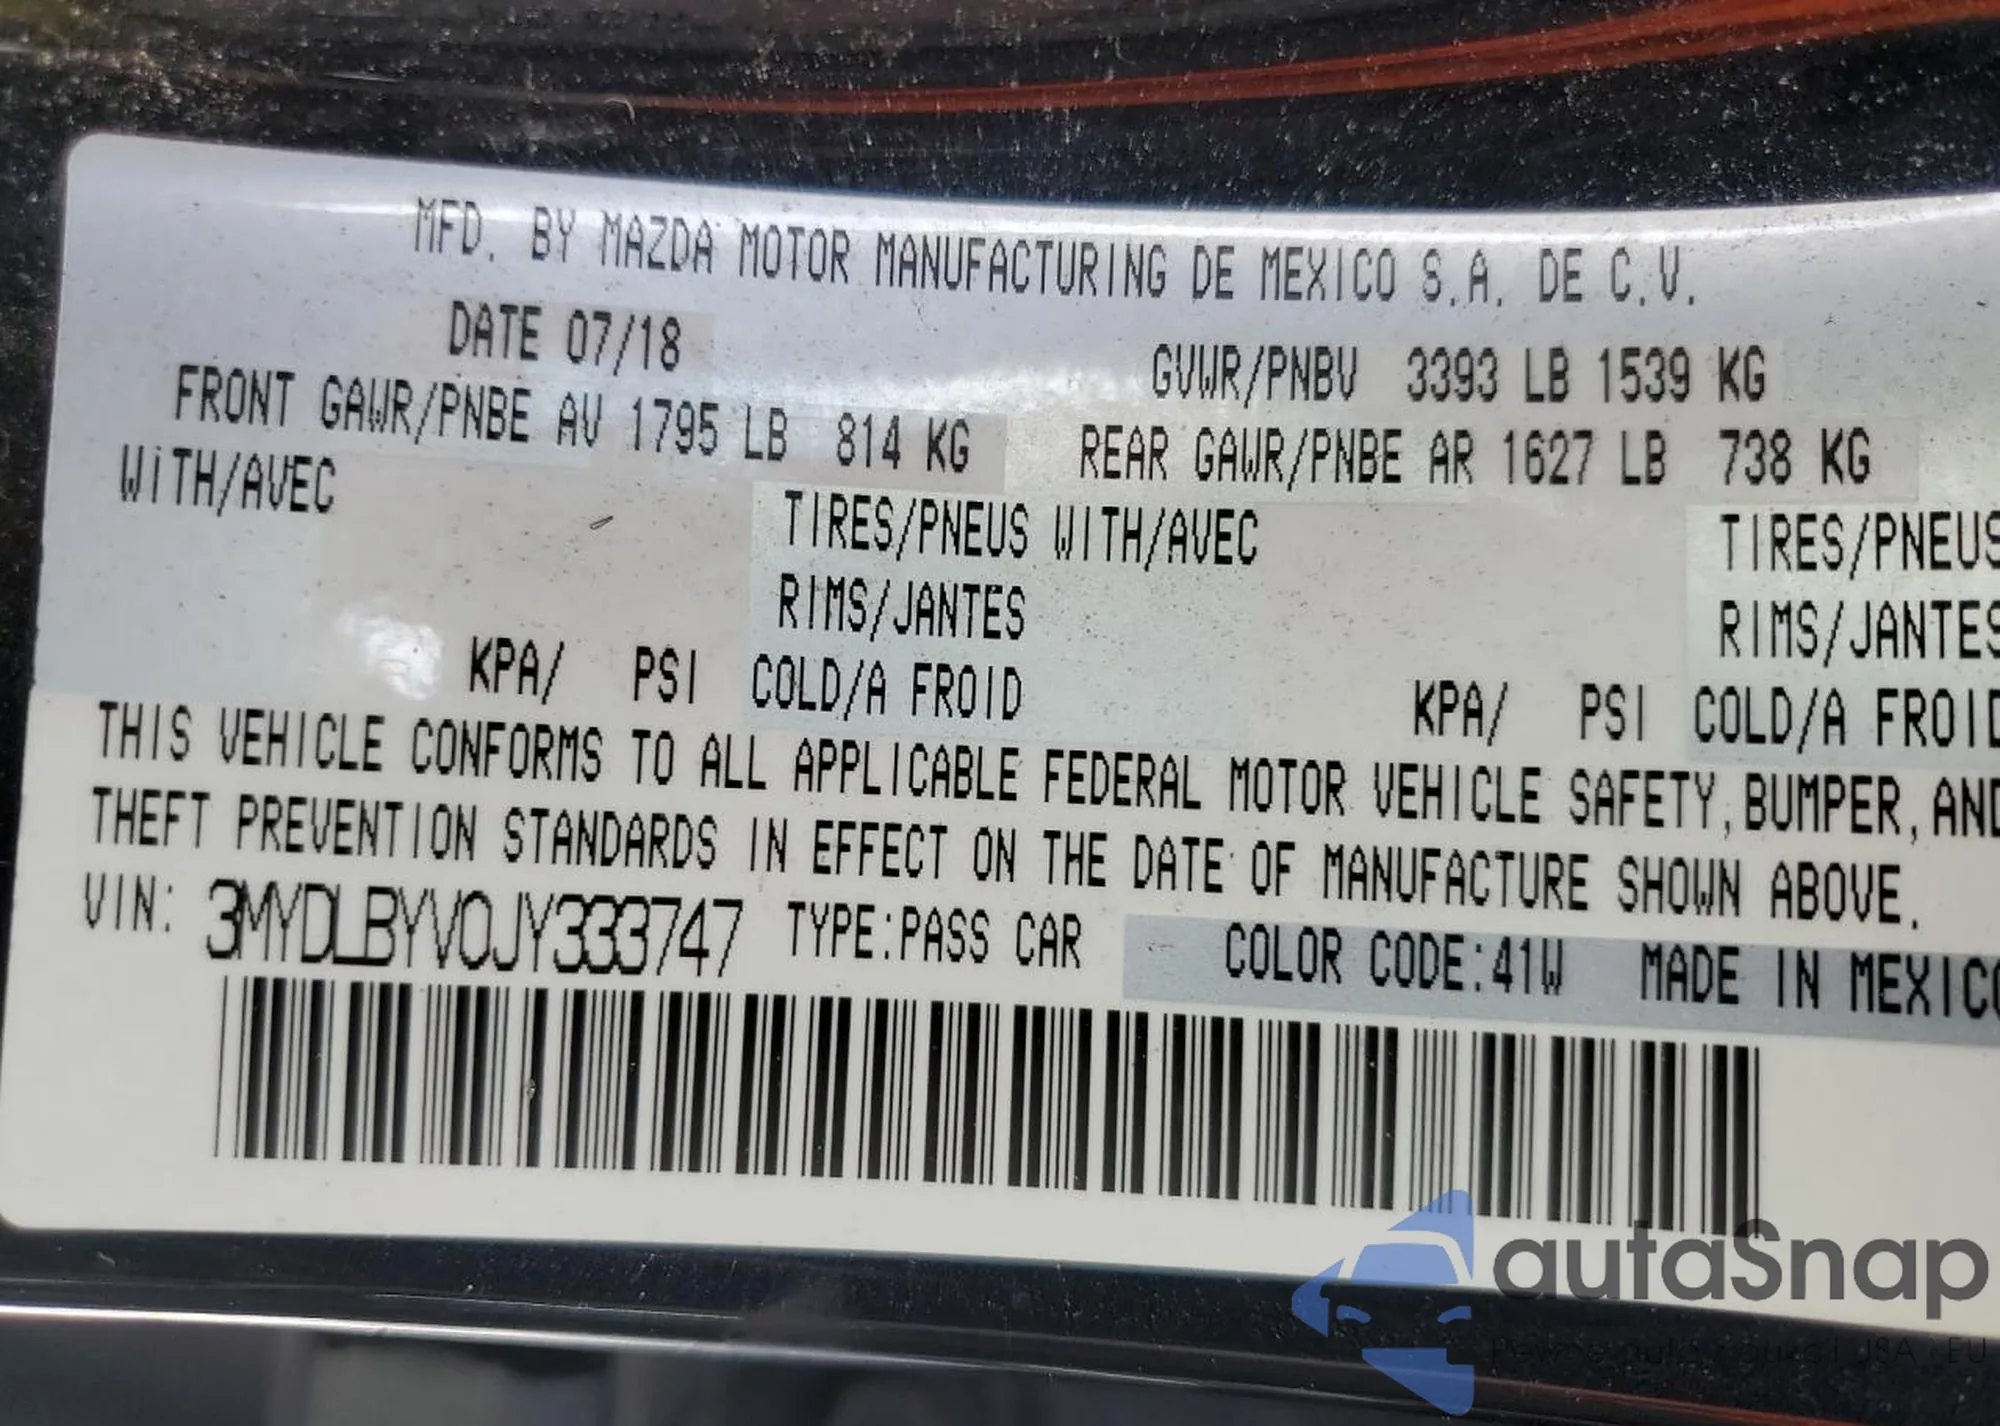 MFD. BY MAZDA MOTOR MANUFACTURING DE MEXICO S.A. DE C.V.
DATE 07/18 GVWR/PNBV 3393 LB 1539 KG
FRONT GAWR/PNBE AV 1795 LB 814 KG REAR GAWR/PNBE AR 1627 LB 738 KG
WiTH/AVEC TIRES/PNEUS WITH/AVEC TIRES/PNEUS
RIMS/JANTES RIMS/JANTES
KPA/ PSI COLD/A FROID KPA/ PSI COLD/A FROID
THIS VEHICLE CONFORMS TO ALL APPLICABLE FEDERAL MOTOR VEHICLE SAFETY, BUMPER, AND
THEFT PREVENTION STANDARDS IN EFFECT ON THE DATE OF MANUFACTURE SHOWN ABOVE.
VIN: 3MYDLBYV0JY333747 TYPE:PASS CAR COLOR CODE:41W MADE IN MEXICO
autaSnap
USA EU